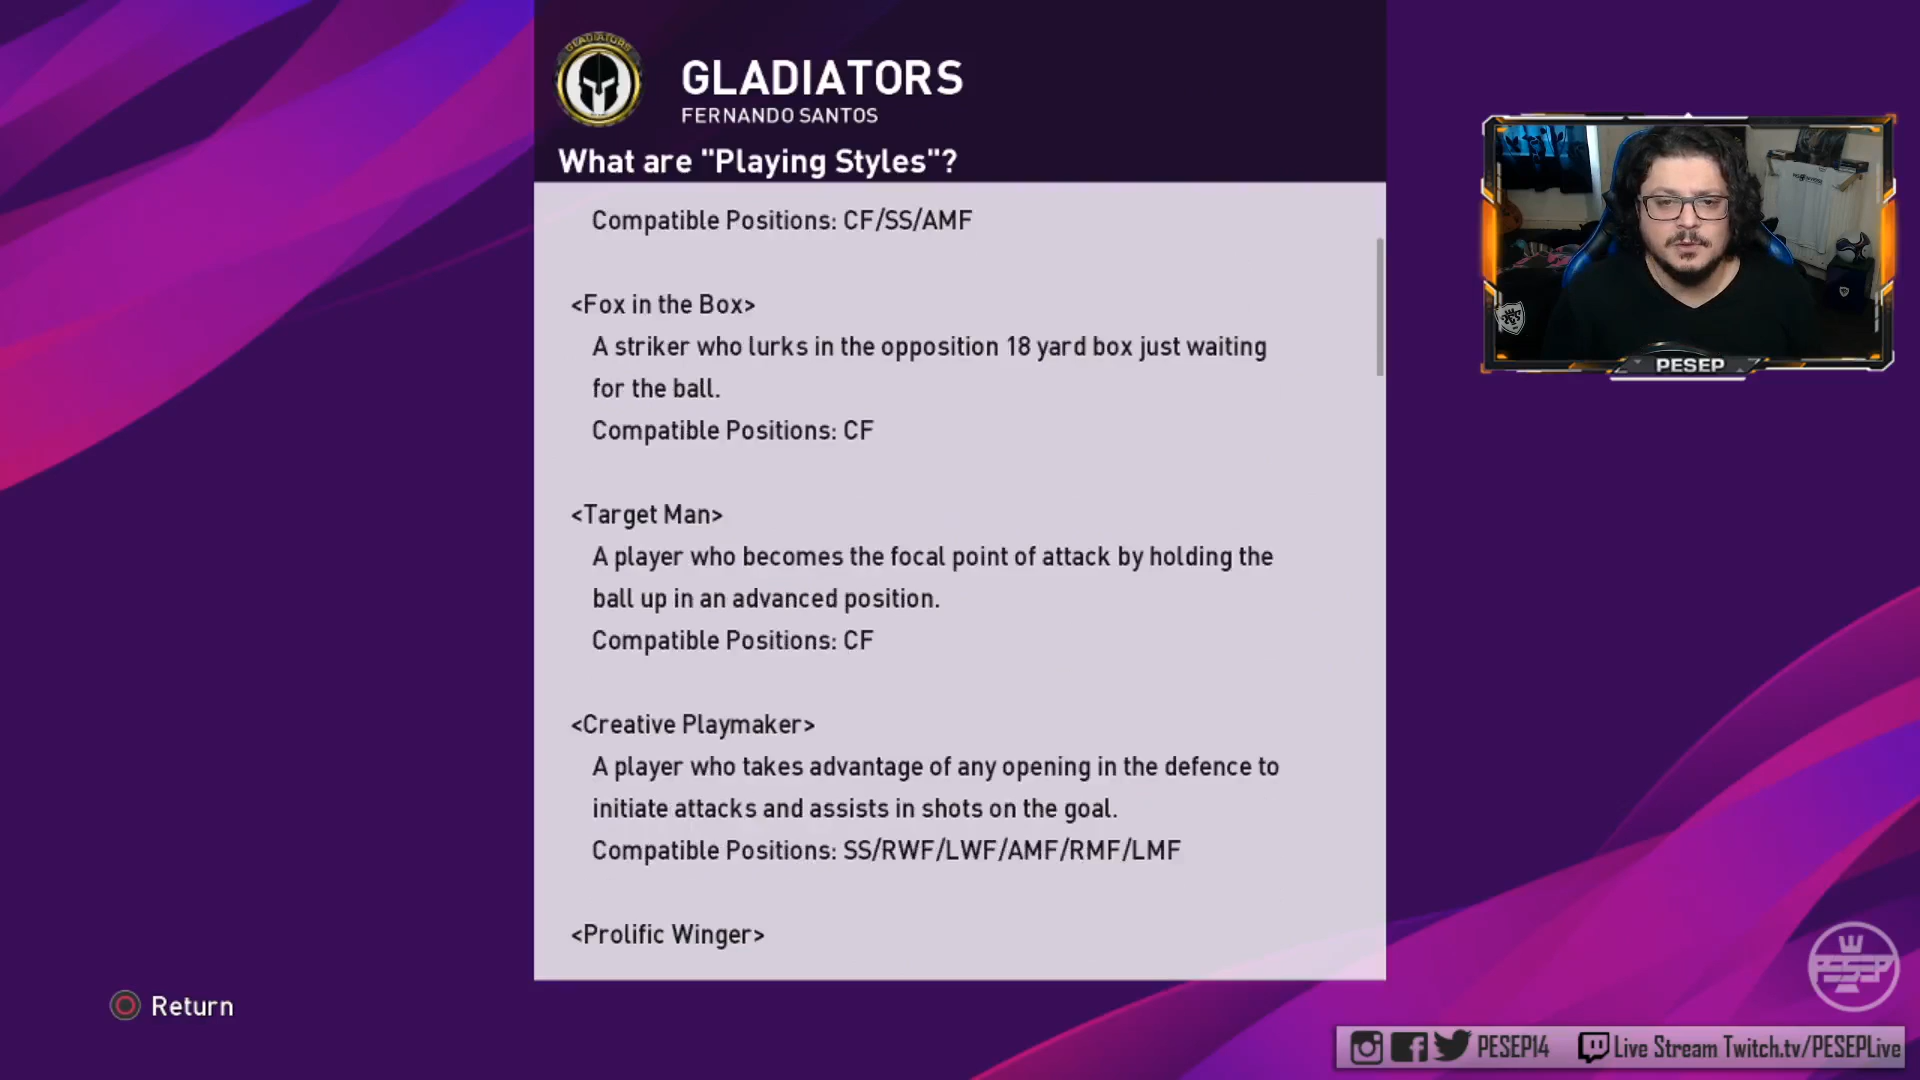 GLADIATORS
GLADIATORS
FERNANDO SANTOS
What are "Playing Styles"?
Compatible Positions: CF/SS/AMF
<Fox in the Box>
A striker who lurks in the opposition 18 yard box just waiting
for the ball.
Compatible Positions: CF
<Target Man>
A player who becomes the focal point of attack by holding the
ball up in an advanced position.
Compatible Positions: CF
<Creative Playmaker>
A player who takes advantage of any opening in the defence to
initiate attacks and assists in shots on the goal.
Compatible Positions: SS/RWF/LWF/AMF/RMF/LMF
<Prolific Winger>
Return
PESEP
PESEP
PESEP14
Live Stream Twitch.tv/PESEPLive